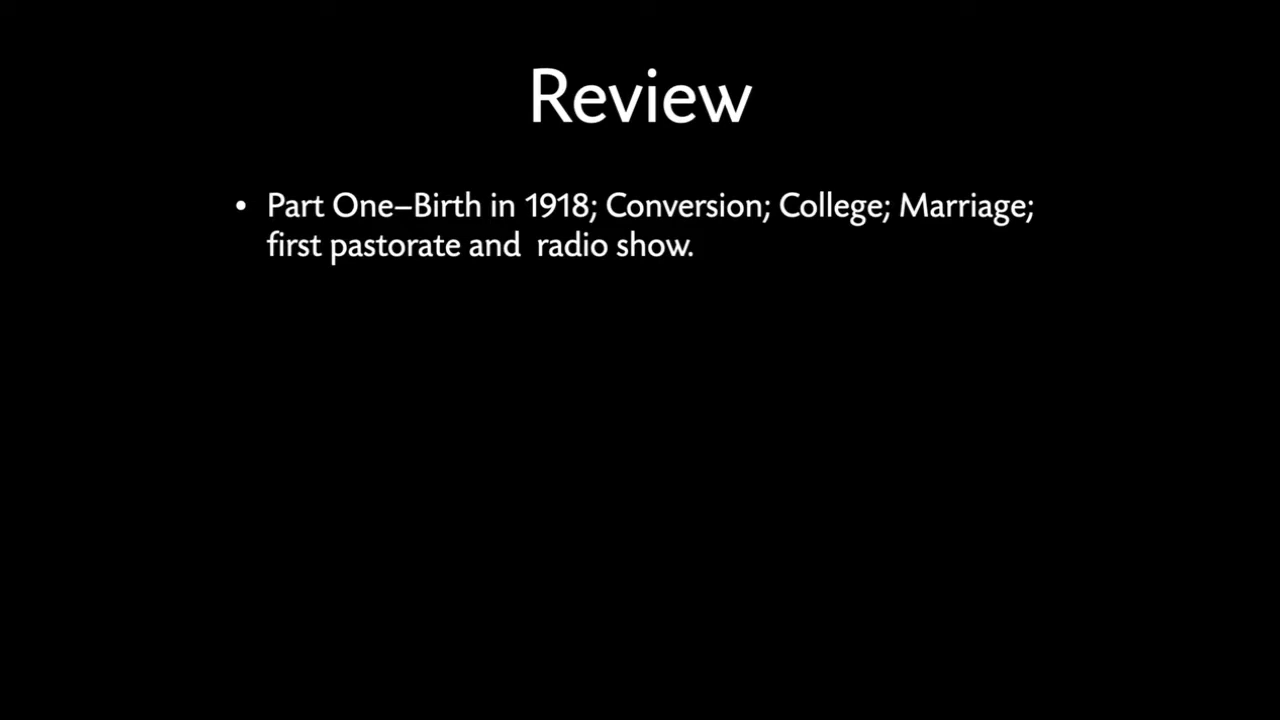 Review
• Part One–Birth in 1918; Conversion; College; Marriage;
first pastorate and  radio show.